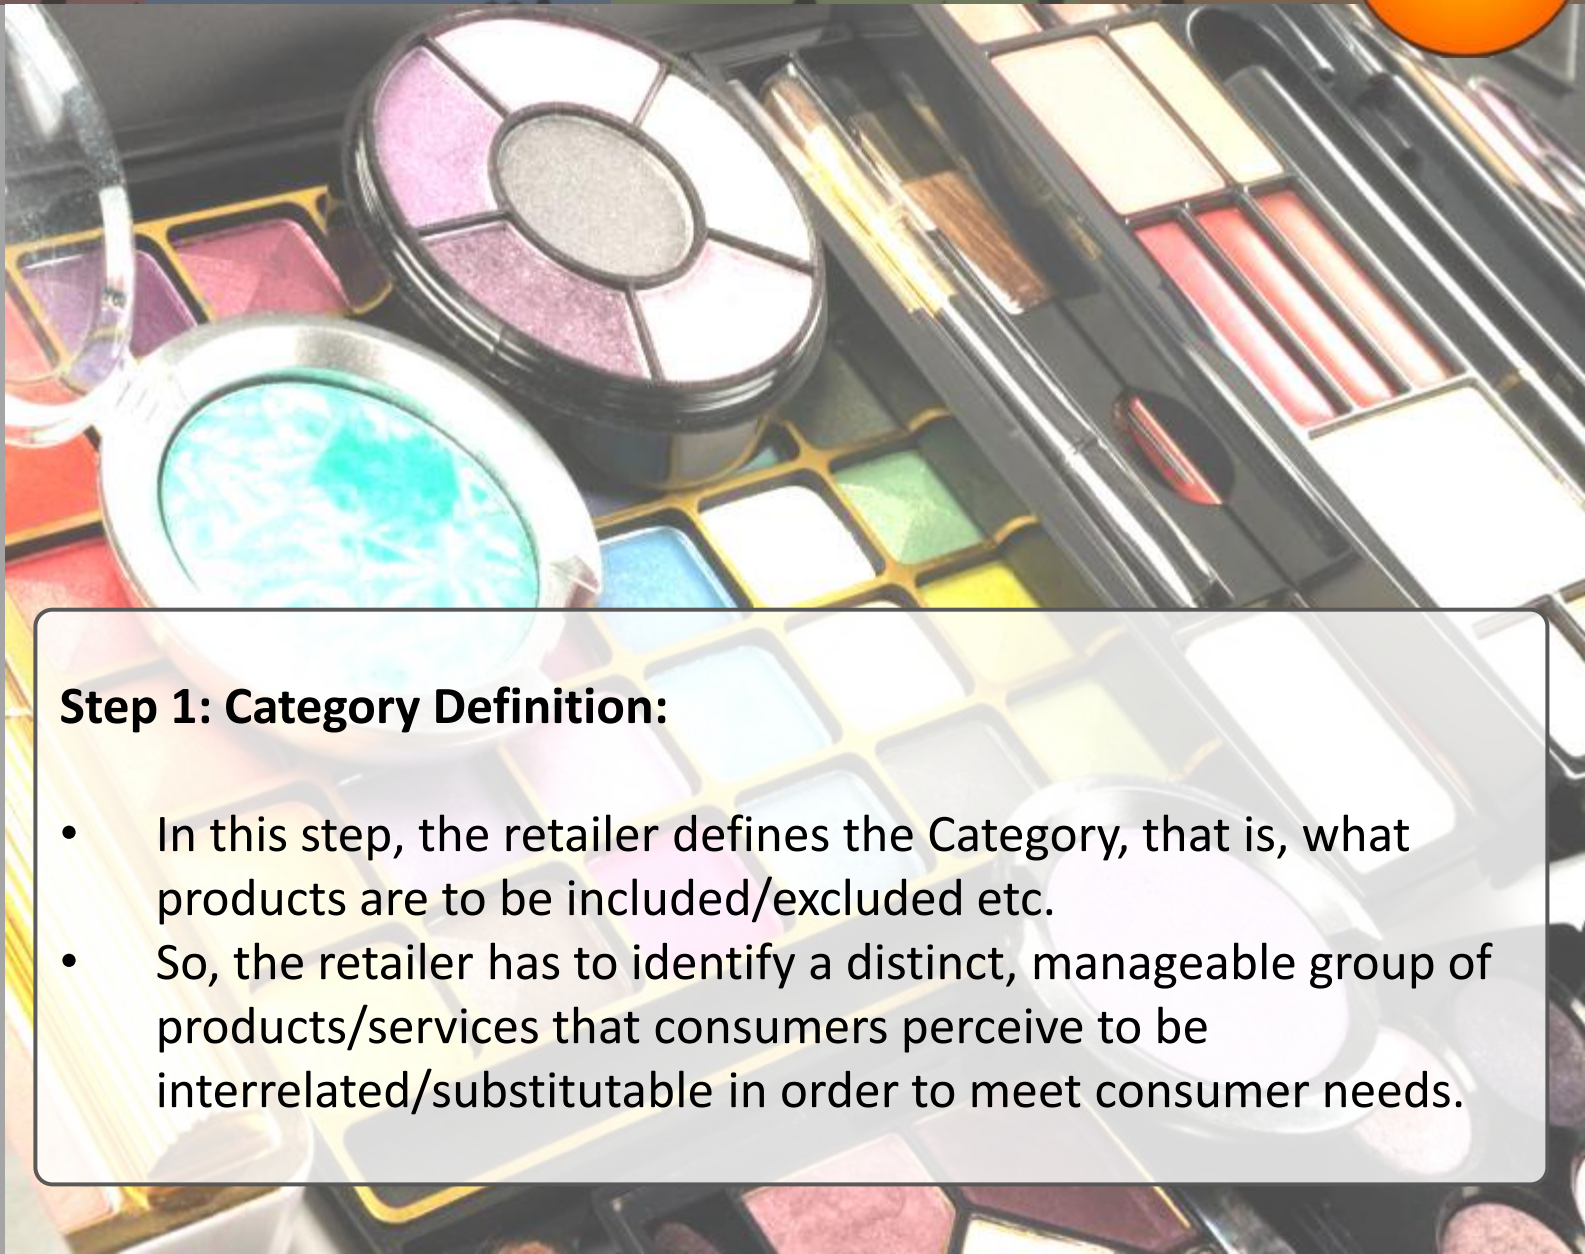 Step 1: Category Definition:
• In this step, the retailer defines the Category, that is, what
products are to be included/excluded etc.
• So, the retailer has to identify a distinct, manageable group of
products/services that consumers perceive to be
interrelated/substitutable in order to meet consumer needs.